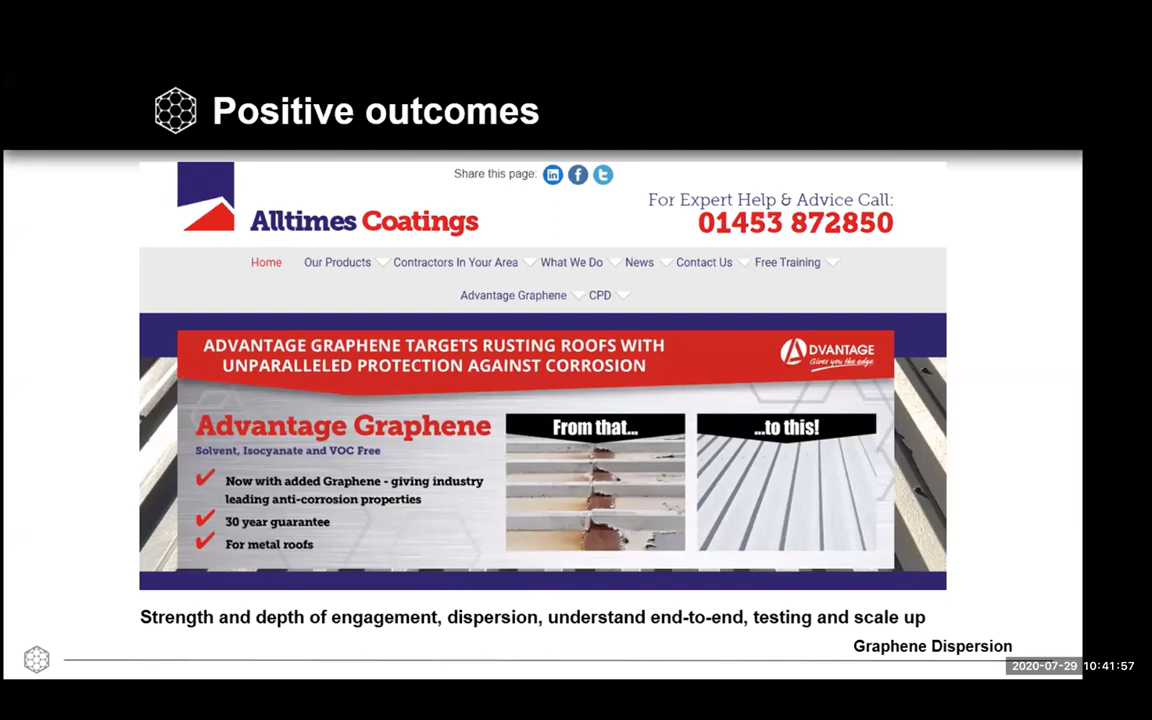 Positive outcomes
Share this page:
For Expert Help & Advice Call:
01453 872850
Alltimes Coatings
Home Our Products Contractors In Your Area What We Do News Contact Us Free Training
Advantage Graphene CPD
ADVANTAGE GRAPHENE TARGETS RUSTING ROOFS WITH
UNPARALLELED PROTECTION AGAINST CORROSION
ADVANTAGE
Gives you the edge
Advantage Graphene
Solvent, Isocyanate and VOC Free
Now with added Graphene - giving industry
leading anti-corrosion properties
30 year guarantee
For metal roofs
From that...
...to this!
Strength and depth of engagement, dispersion, understand end-to-end, testing and scale up
Graphene Dispersion
2020-07-29 10:41:57